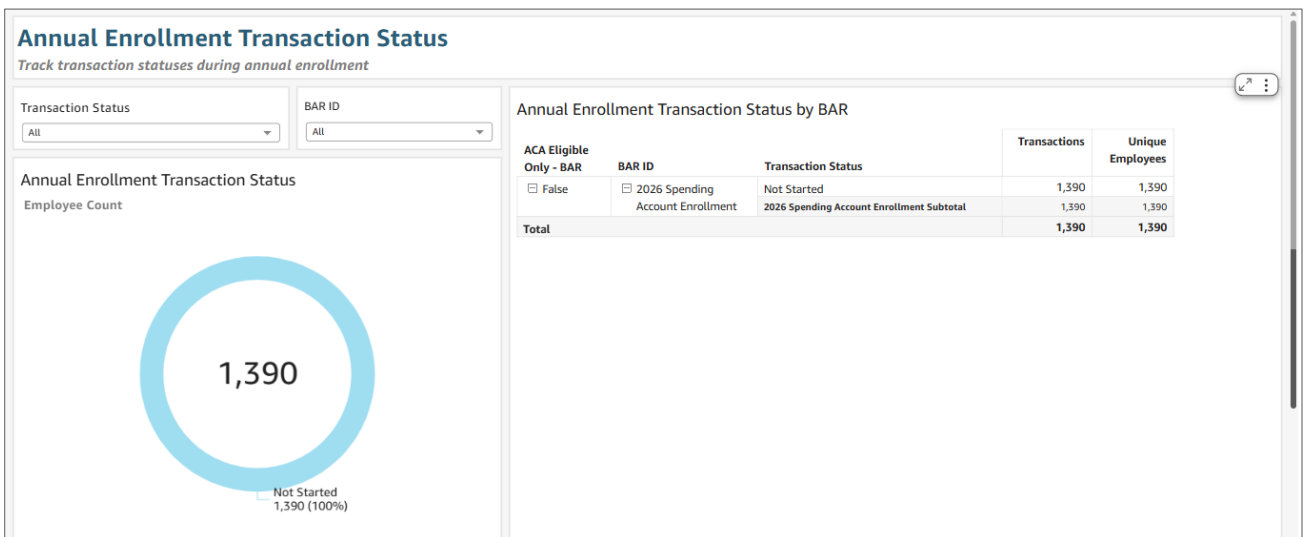 Annual Enrollment Transaction Status
Track transaction statuses during annual enrollment
Transaction Status
All
BAR ID
All
Annual Enrollment Transaction Status
Employee Count
1,390
Not Started
1,390 (100%)
Annual Enrollment Transaction Status by BAR
ACA Eligible Only - BAR BAR ID Transaction Status Transactions Unique Employees
False 2026 Spending Account Enrollment Not Started 1,390 1,390
2026 Spending Account Enrollment Subtotal 1,390 1,390
Total 1,390 1,390